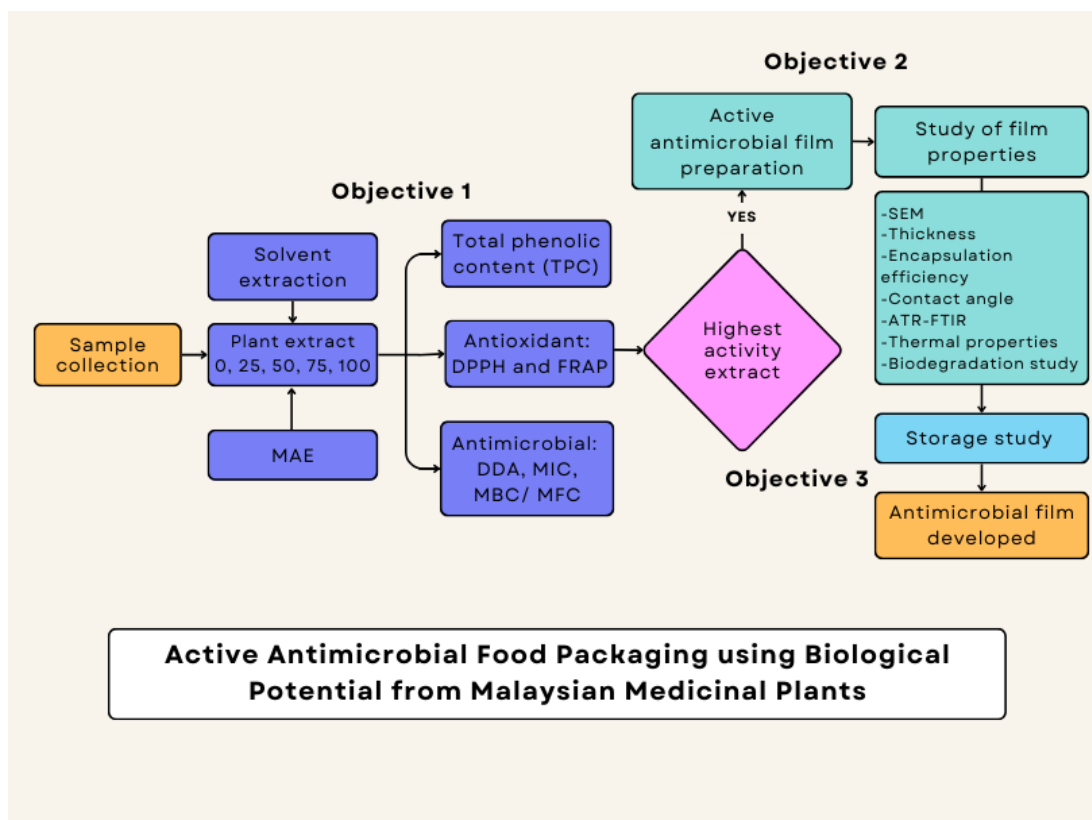 Objective 1
Sample
collection
Solvent
extraction
Plant extract
0, 25, 50, 75, 100
MAE
Total phenolic
content (TPC)
Antioxidant:
DPPH and FRAP
Antimicrobial:
DDA, MIC,
MBC/ MFC
Highest
activity
extract
YES
Objective 2
Active
antimicrobial film
preparation
Study of film
properties
-SEM
-Thickness
-Encapsulation
efficiency
-Contact angle
-ATR-FTIR
-Thermal properties
-Biodegradation study
Objective 3
Storage study
Antimicrobial film
developed
Active Antimicrobial Food Packaging using Biological
Potential from Malaysian Medicinal Plants